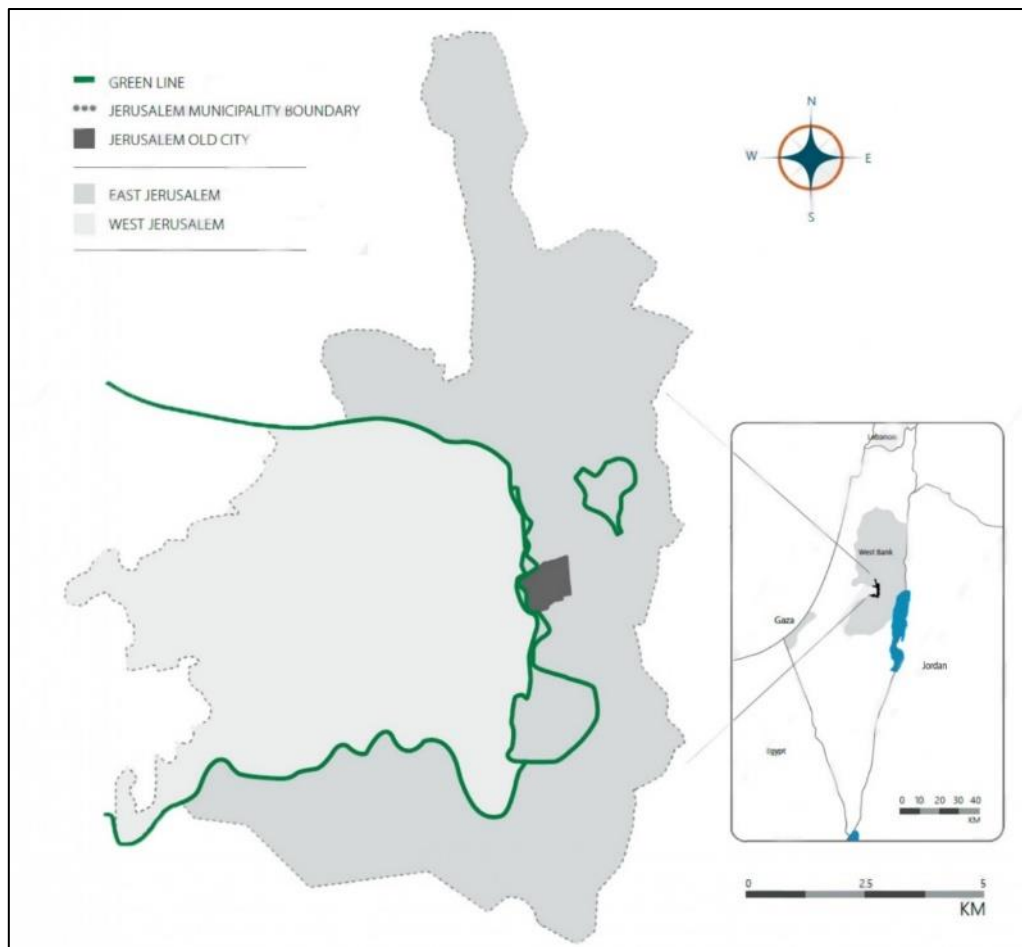 GREEN LINE
JERUSALEM MUNICIPALITY BOUNDARY
JERUSALEM OLD CITY
EAST JERUSALEM
WEST JERUSALEM
N
W
E
S
Lebanon
West Bank
Gaza
Jordan
Egypt
0 10 20 30 40
KM
0 2.5 5
KM